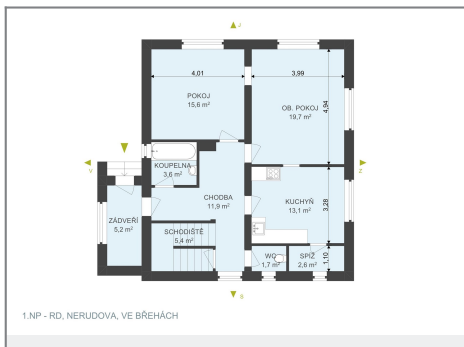 J
4,01
3,99
POKOJ
15,6 m²
OB. POKOJ
19,7 m²
4,94
KOUPELNA
3,6 m²
V
Z
CHODBA
11,9 m²
KUCHYŇ
13,1 m²
3,28
ZÁDVEŘÍ
5,2 m²
SCHODIŠTĚ
5,4 m²
WC
1,7 m²
SPÍŽ
2,6 m²
1,10
S
1.NP - RD, NERUDOVA, VE BŘEHÁCH